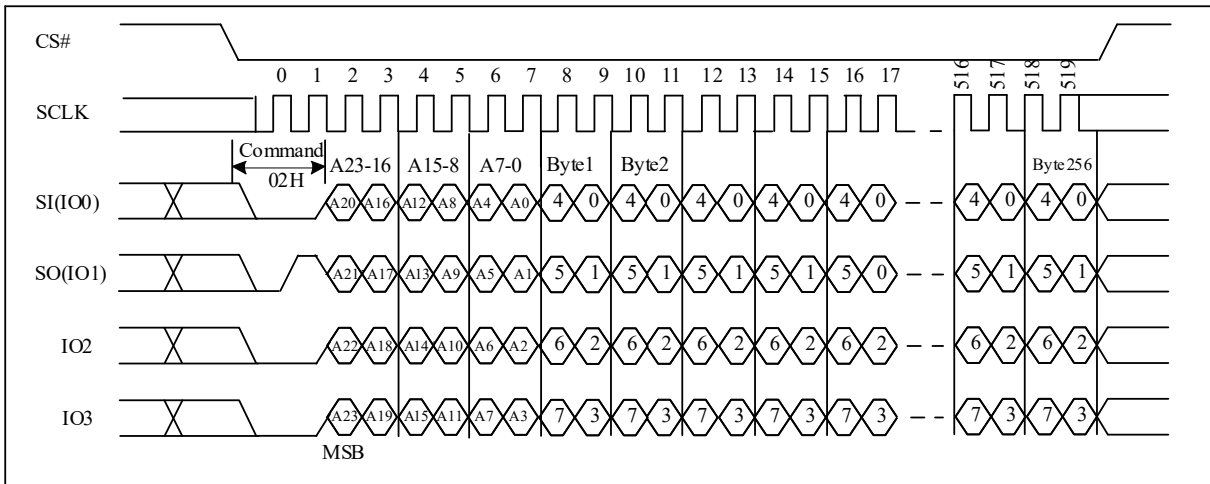 CS#
0 1 2 3 4 5 6 7 8 9 10 11 12 13 14 15 16 17 516 517 518 519
SCLK
Command
02H
A23-16 A15-8 A7-0 Byte1 Byte2 Byte256
SI(IO0) A20 A16 A12 A8 A4 A0 4 0 4 0 4 0 4 0 4 0 4 0 4 0
SO(IO1) A21 A17 A13 A9 A5 A1 5 1 5 1 5 1 5 1 5 0 5 1 5 1
IO2 A22 A18 A14 A10 A6 A2 6 2 6 2 6 2 6 2 6 2 6 2 6 2
IO3 A23 A19 A15 A11 A7 A3 7 3 7 3 7 3 7 3 7 3 7 3 7 3
MSB